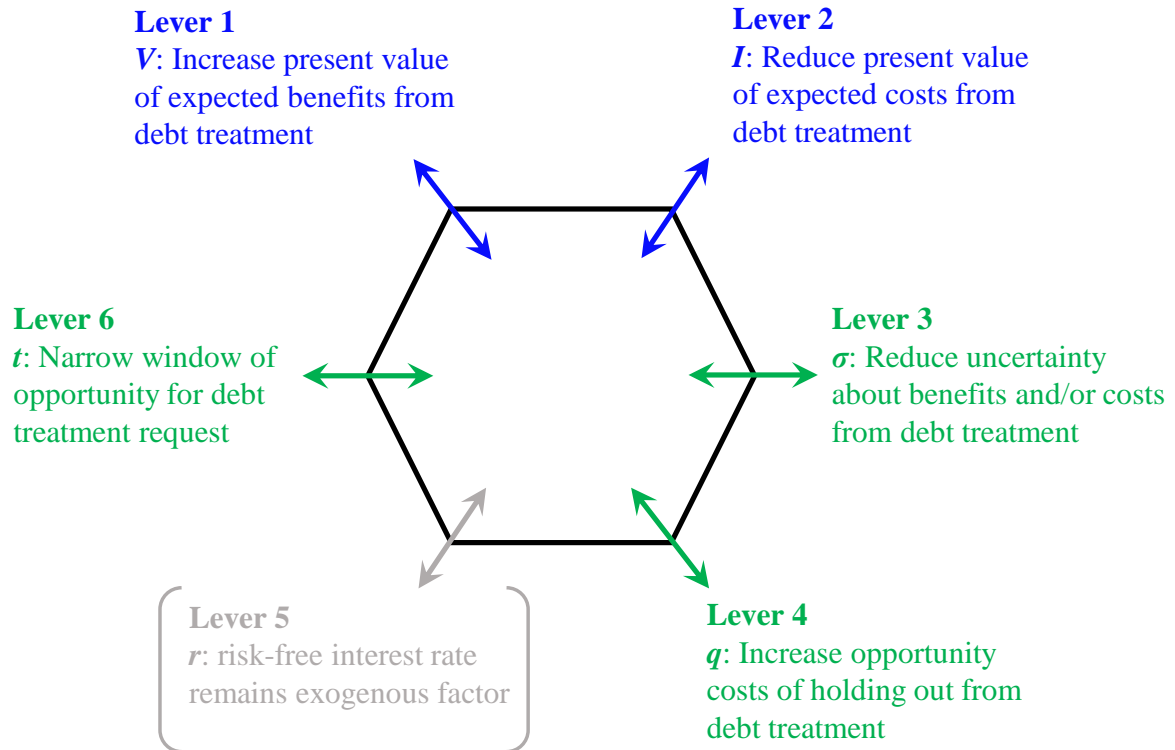 Lever 1
V: Increase present value
of expected benefits from
debt treatment
Lever 2
I: Reduce present value
of expected costs from
debt treatment
Lever 6
t: Narrow window of
opportunity for debt
treatment request
Lever 3
σ: Reduce uncertainty
about benefits and/or costs
from debt treatment
Lever 5
r: risk-free interest rate
remains exogenous factor
Lever 4
q: Increase opportunity
costs of holding out from
debt treatment